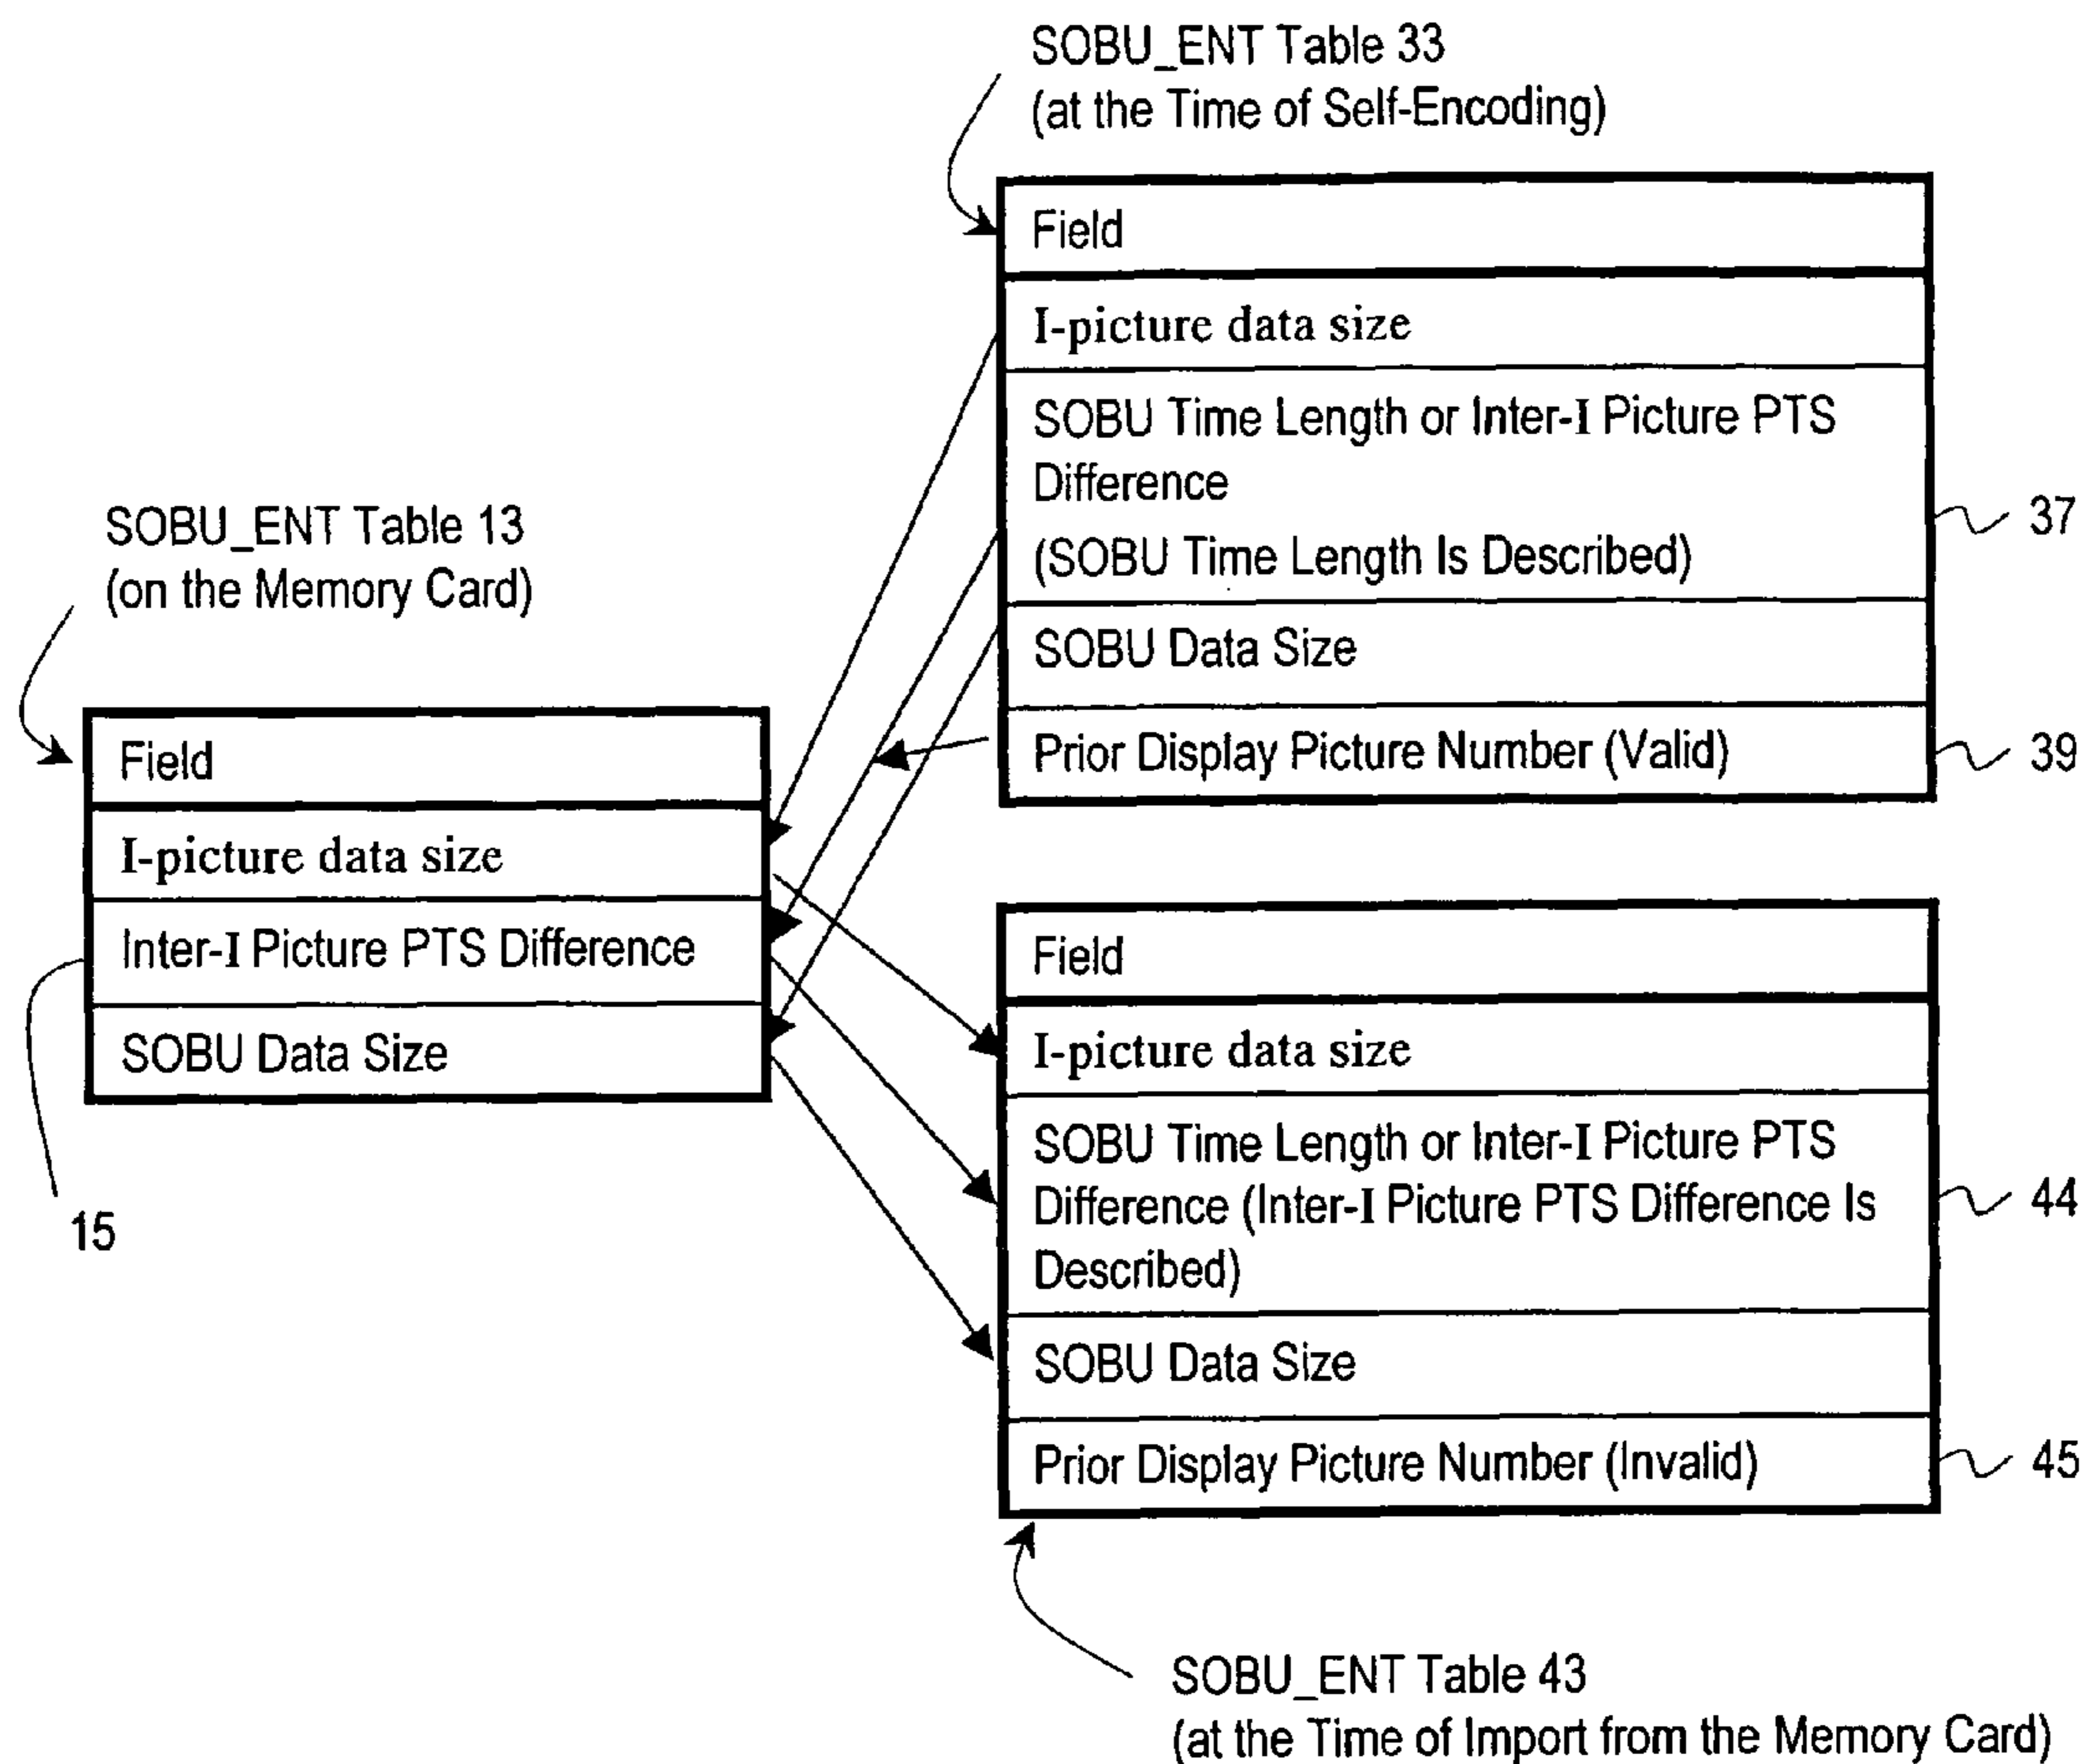 SOBU_ENT Table 33
(at the Time of Self-Encoding)
Field
I-picture data size
SOBU Time Length or Inter-I Picture PTS
Difference
(SOBU Time Length Is Described)
37
SOBU Data Size
Prior Display Picture Number (Valid)
39
SOBU_ENT Table 13
(on the Memory Card)
Field
I-picture data size
Inter-I Picture PTS Difference
SOBU Data Size
15
Field
I-picture data size
SOBU Time Length or Inter-I Picture PTS
Difference (Inter-I Picture PTS Difference Is
Described)
44
SOBU Data Size
Prior Display Picture Number (Invalid)
45
SOBU_ENT Table 43
(at the Time of Import from the Memory Card)